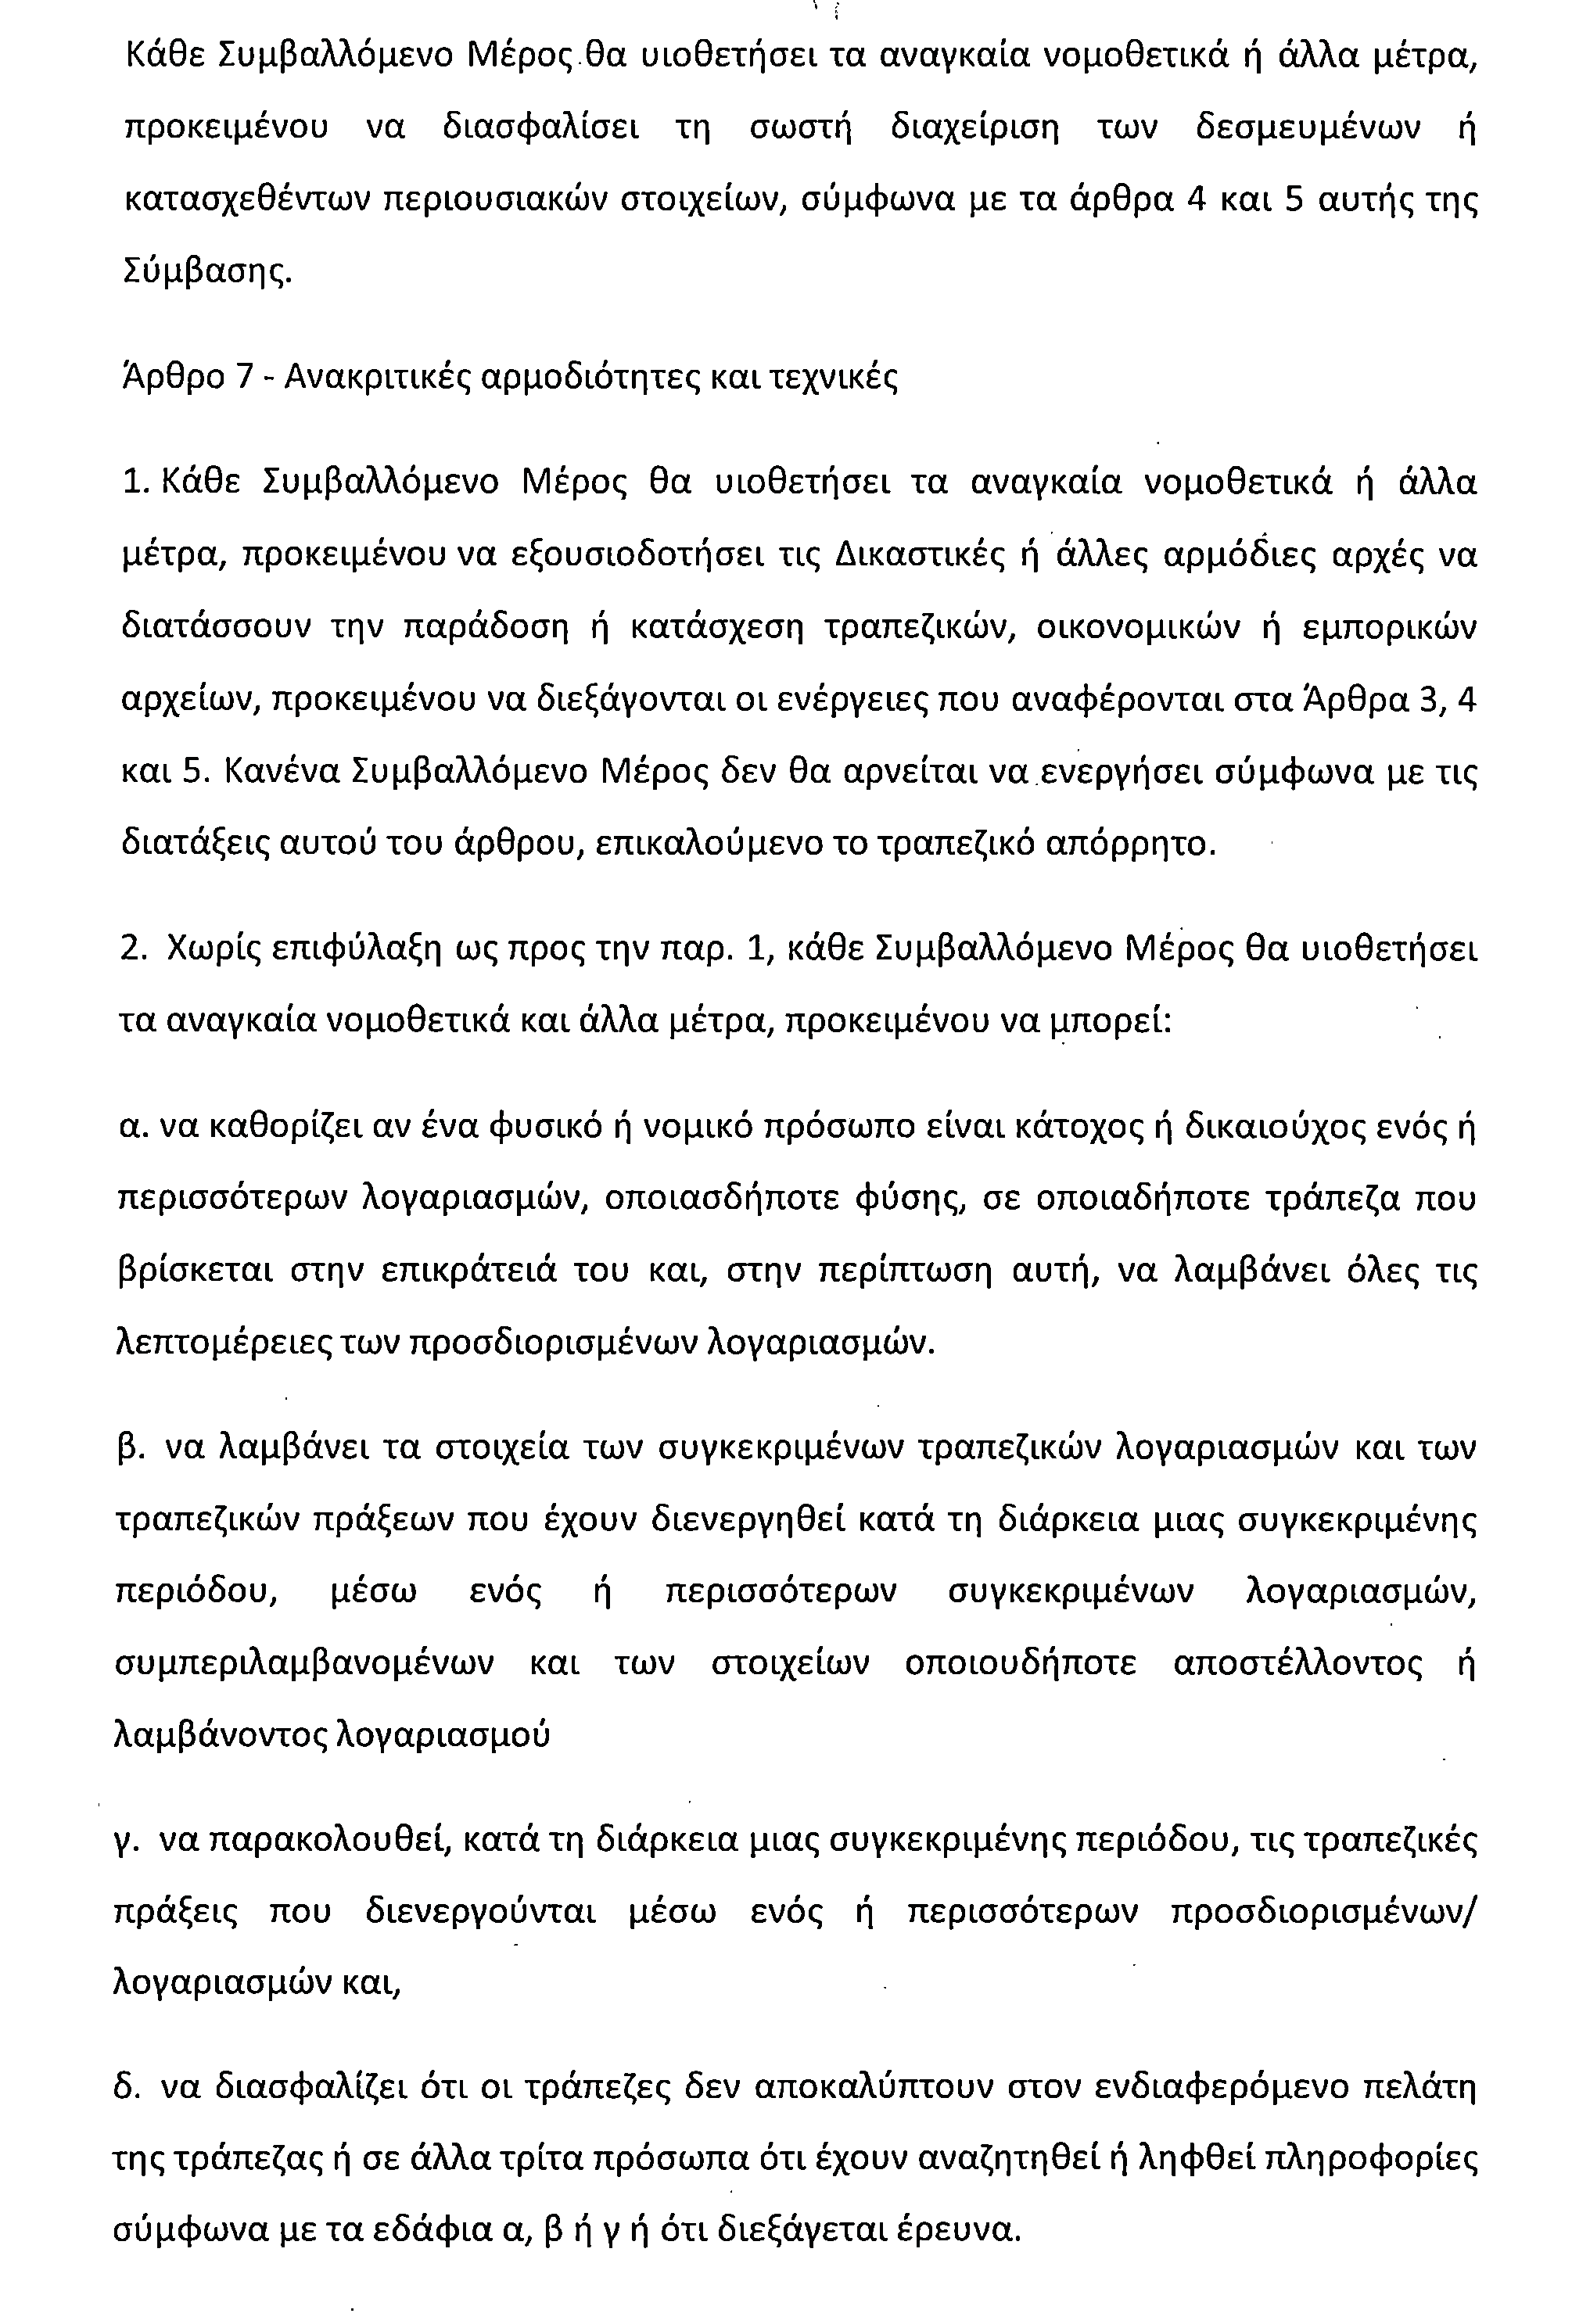 Κάθε Συμβαλλόμενο Μέρος θα υιοθετήσει τα αναγκαία νομοθετικά ή άλλα μέτρα,
προκειμένου να διασφαλίσει τη σωστή διαχείριση των δεσμευμένων ή
κατασχεθέντων περιουσιακών στοιχείων, σύμφωνα με τα άρθρα 4 και 5 αυτής της
Σύμβασης.
Άρθρο 7 - Ανακριτικές αρμοδιότητες και τεχνικές
1. Κάθε Συμβαλλόμενο Μέρος θα υιοθετήσει τα αναγκαία νομοθετικά ή άλλα
μέτρα, προκειμένου να εξουσιοδοτήσει τις Δικαστικές ή άλλες αρμόδιες αρχές να
διατάσσουν την παράδοση ή κατάσχεση τραπεζικών, οικονομικών ή εμπορικών
αρχείων, προκειμένου να διεξάγονται οι ενέργειες που αναφέρονται στα Άρθρα 3, 4
και 5. Κανένα Συμβαλλόμενο Μέρος δεν θα αρνείται να ενεργήσει σύμφωνα με τις
διατάξεις αυτού του άρθρου, επικαλούμενο το τραπεζικό απόρρητο.
2. Χωρίς επιφύλαξη ως προς την παρ. 1, κάθε Συμβαλλόμενο Μέρος θα υιοθετήσει
τα αναγκαία νομοθετικά και άλλα μέτρα, προκειμένου να μπορεί:
α. να καθορίζει αν ένα φυσικό ή νομικό πρόσωπο είναι κάτοχος ή δικαιούχος ενός ή
περισσότερων λογαριασμών, οποιασδήποτε φύσης, σε οποιαδήποτε τράπεζα που
βρίσκεται στην επικράτειά του και, στην περίπτωση αυτή, να λαμβάνει όλες τις
λεπτομέρειες των προσδιορισμένων λογαριασμών.
β. να λαμβάνει τα στοιχεία των συγκεκριμένων τραπεζικών λογαριασμών και των
τραπεζικών πράξεων που έχουν διενεργηθεί κατά τη διάρκεια μιας συγκεκριμένης
περιόδου, μέσω ενός ή περισσότερων συγκεκριμένων λογαριασμών,
συμπεριλαμβανομένων και των στοιχείων οποιουδήποτε αποστέλλοντος ή
λαμβάνοντος λογαριασμού
γ. να παρακολουθεί, κατά τη διάρκεια μιας συγκεκριμένης περιόδου, τις τραπεζικές
πράξεις που διενεργούνται μέσω ενός ή περισσότερων προσδιορισμένων/
λογαριασμών και,
δ. να διασφαλίζει ότι οι τράπεζες δεν αποκαλύπτουν στον ενδιαφερόμενο πελάτη
της τράπεζας ή σε άλλα τρίτα πρόσωπα ότι έχουν αναζητηθεί ή ληφθεί πληροφορίες
σύμφωνα με τα εδάφια α, β ή γ ή ότι διεξάγεται έρευνα.